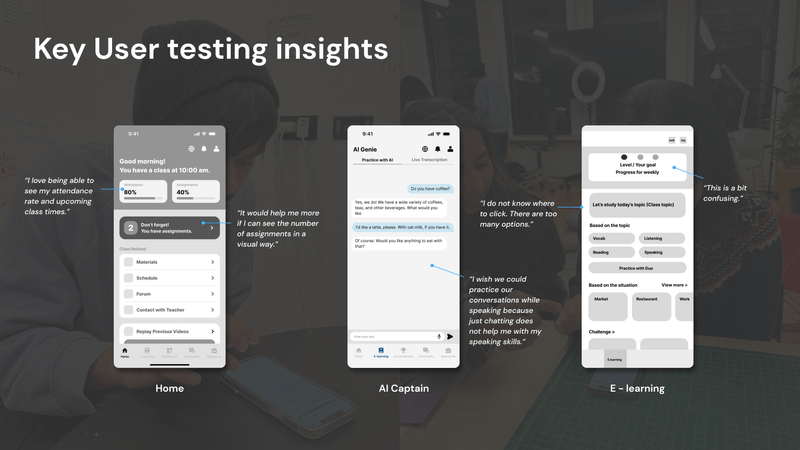 Key User testing insights
9:41
Good morning!
You have a class at 10:00 am.
Attendance
80%
Assignments
40%
2
Don't forget!
You have assignments.
Class Related
Materials
Schedule
Forum
Contact with Teacher
Replay Previous Videos
Home
"I love being able to
see my attendance
rate and upcoming
class times."
"It would help me more
if I can see the number
of assignments in a
visual way."
Home
9:41
AI Genie
Practice with AI
Live Transcription
Do you have coffee?
Yes, we do! We have a wide variety of coffees,
teas, and other beverages. What would you
like
I'd like a latte, please. With oat milk, if you have it.
Of course. Would you like anything to eat with
that?
Home
E-learning
"I wish we could
practice our
conversations while
speaking because
just chatting does
not help me with my
speaking skills."
AI Captain
"I do not know where
to click. There are too
many options."
Level / Your goal
Progress for weekly
"This is a bit
confusing."
Let's study today's topic (Class topic)
Based on the topic
Vocab
Listening
Reading
Speaking
Practice with Duo
Based on the situation
View more >
Market
Restaurant
Work
Challenge >
E-learning
E - learning